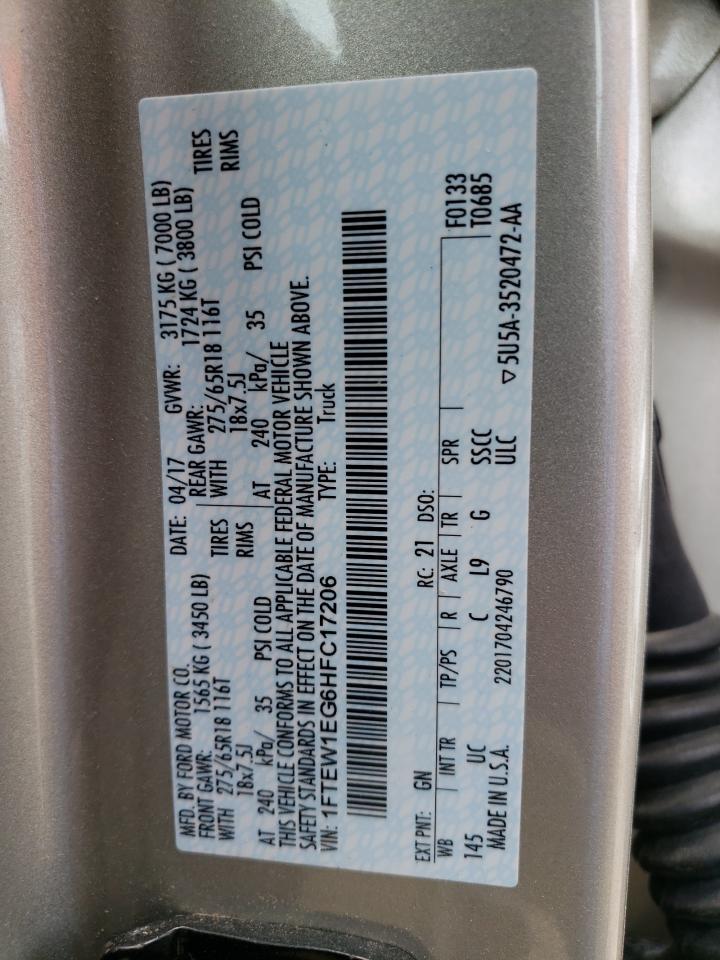 MFD. BY FORD MOTOR CO. DATE: 04/17 GVWR: 3175 KG ( 7000 LB)
FRONT GAWR: 1565 KG ( 3450 LB) REAR GAWR: 1724 KG ( 3800 LB)
WITH 275/65R18 116T TIRES WITH 275/65R18 116T TIRES
18x7.5J RIMS 18x7.5J RIMS
AT 240 kPa/ 35 PSI COLD AT 240 kPa/ 35 PSI COLD
THIS VEHICLE CONFORMS TO ALL APPLICABLE FEDERAL MOTOR VEHICLE
SAFETY STANDARDS IN EFFECT ON THE DATE OF MANUFACTURE SHOWN ABOVE.
VIN: 1FTEW1EG6HFC17206 TYPE: Truck
EXT PNT: GN RC: 21 DSO: F0133
WB INT TR TP/PS R AXLE TR SPR T0685
145 UC C L9 G SSCC
MADE IN U.S.A. 2201704246790 ULC ▽5U5A-3520472-AA